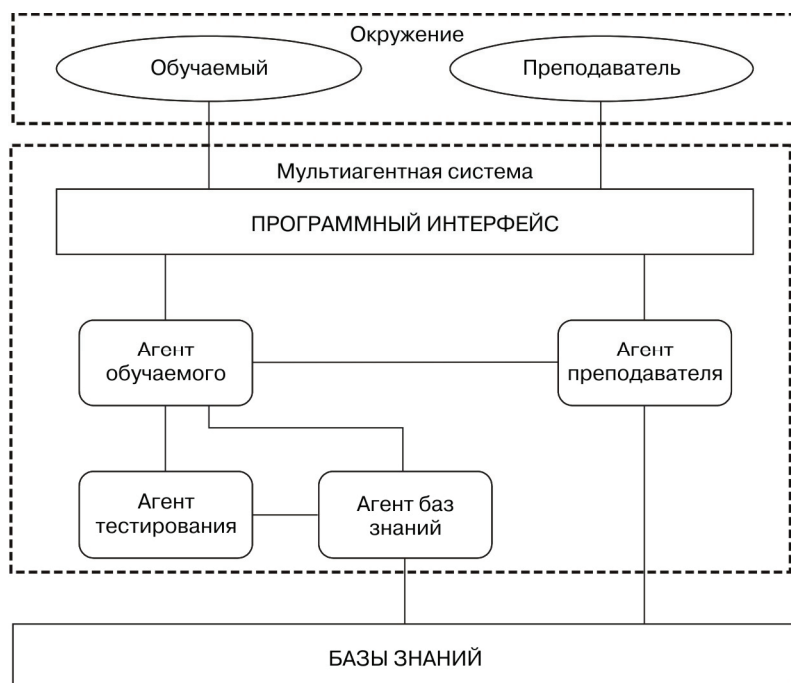 Окружение
Обучаемый
Преподаватель
Мультиагентная система
ПРОГРАММНЫЙ ИНТЕРФЕЙС
Агент
обучаемого
Агент
преподавателя
Агент
тестирования
Агент баз
знаний
БАЗЫ ЗНАНИЙ